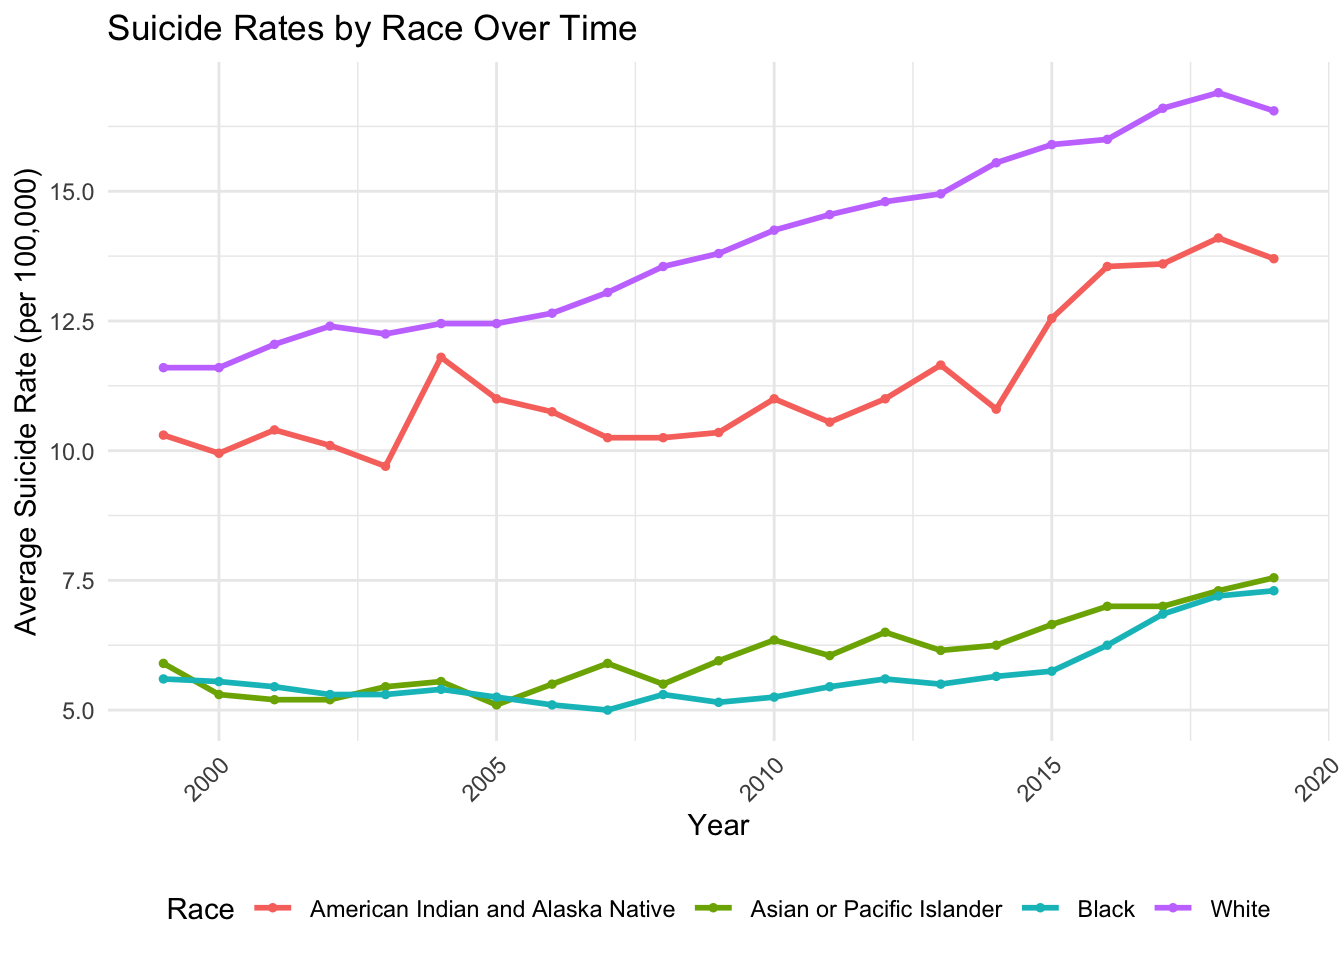 Suicide Rates by Race Over Time
Average Suicide Rate (per 100,000)
15.0
12.5
10.0
7.5
5.0
2000 2005 2010 2015 2020
Year
Race American Indian and Alaska Native Asian or Pacific Islander Black White